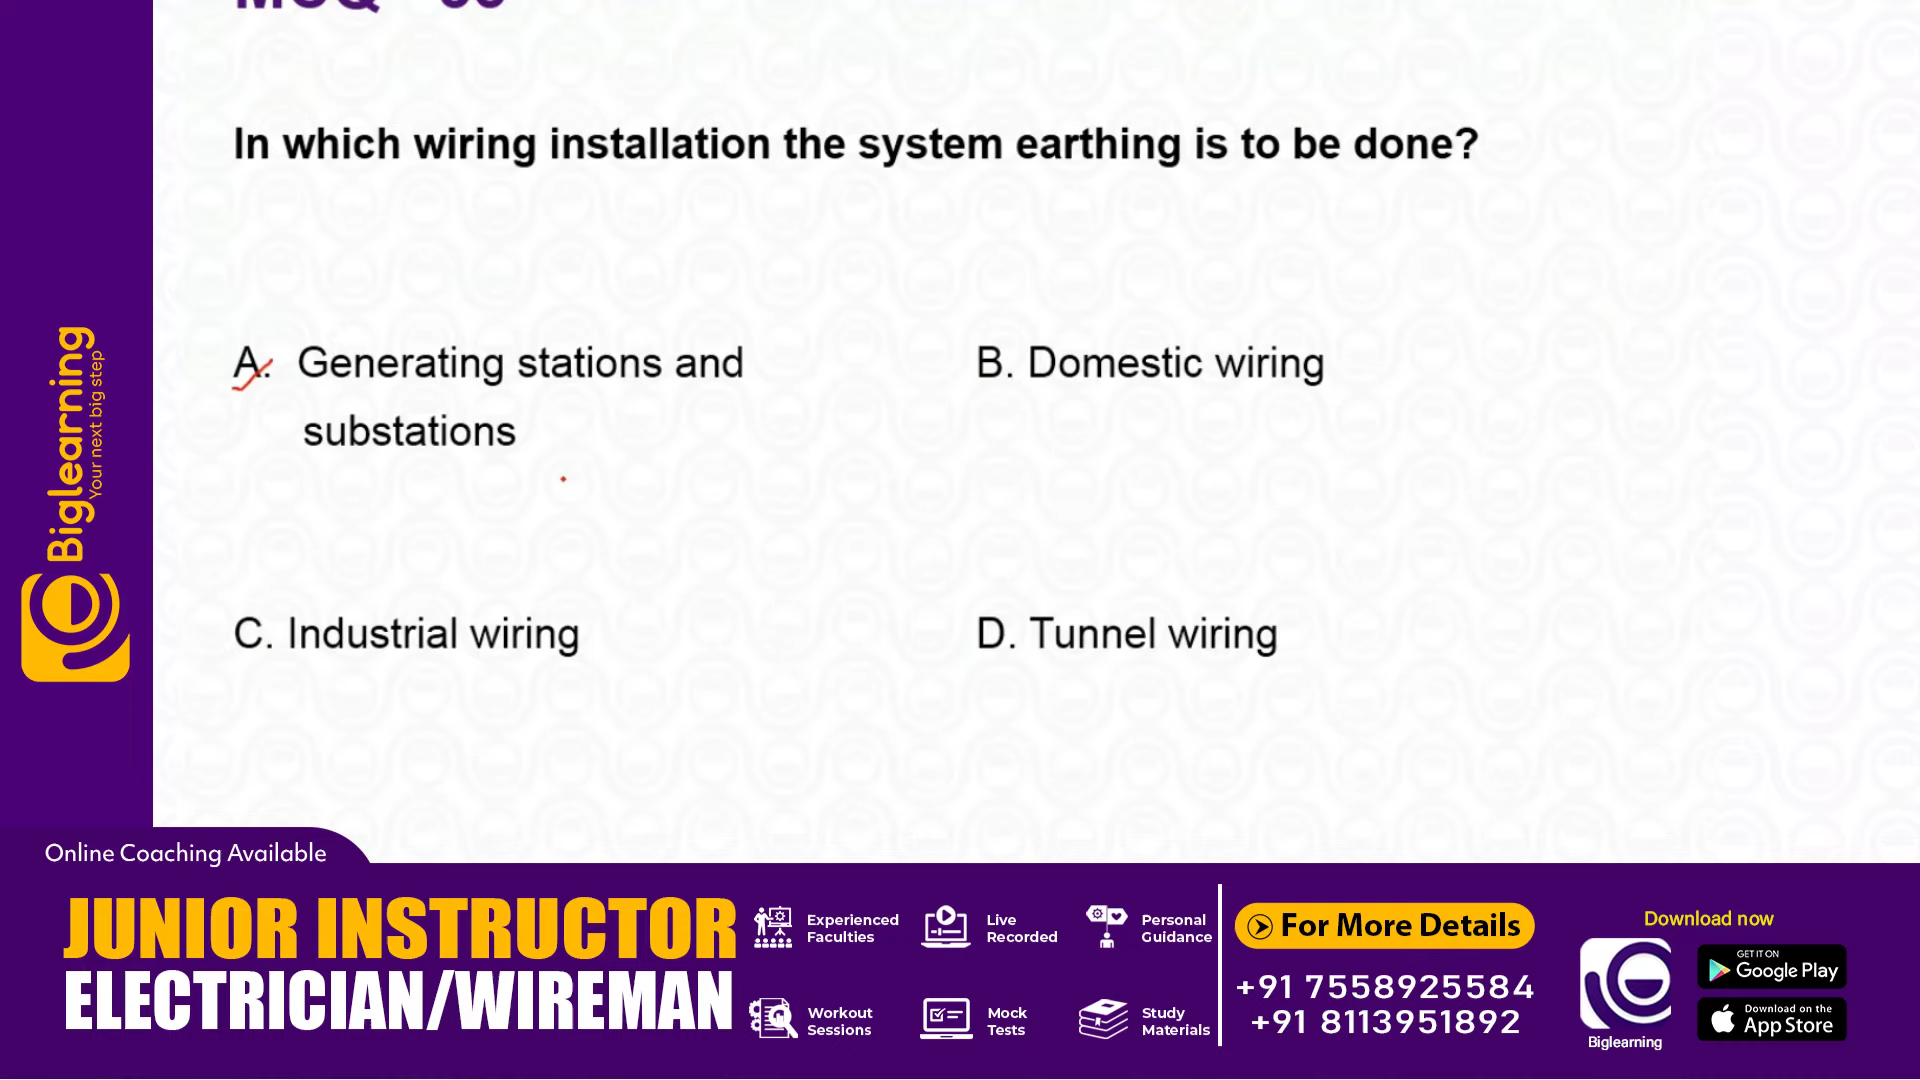 In which wiring installation the system earthing is to be done?
A. Generating stations and
substations
B. Domestic wiring
C. Industrial wiring
D. Tunnel wiring
Biglearning
Your next big step
Online Coaching Available
JUNIOR INSTRUCTOR
ELECTRICIAN/WIREMAN
Experienced
Faculties
Live
Recorded
Personal
Guidance
Workout
Sessions
Mock
Tests
Study
Materials
For More Details
+91 7558925584
+91 8113951892
Download now
Biglearning
GET IT ON
Google Play
Download on the
App Store